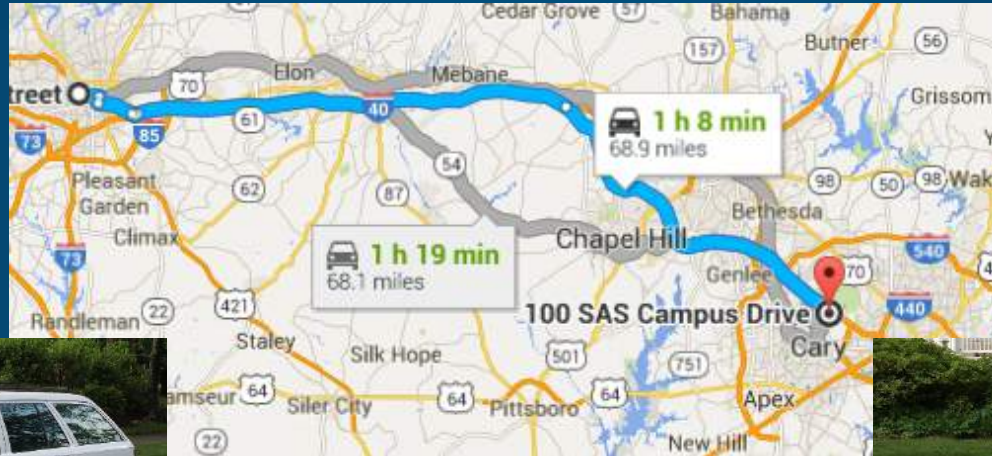 Cedar Grove 57 Bahama
157 Butner 56
70 Elon Mebane
treet 40 Grissom
73 85 61
1 h 8 min
68.9 miles
54
Pleasant
Garden
62 87 98 50 98 Wak
Bethesda
Climax Chapel Hill
1 h 19 min
68.1 miles
540
73 Genlee 70
421 440
100 SAS Campus Drive
Randleman 22 Cary
Staley Silk Hope 501 751
amseur 64 Siler City 64 Pittsboro 64 Apex
22 New Hill